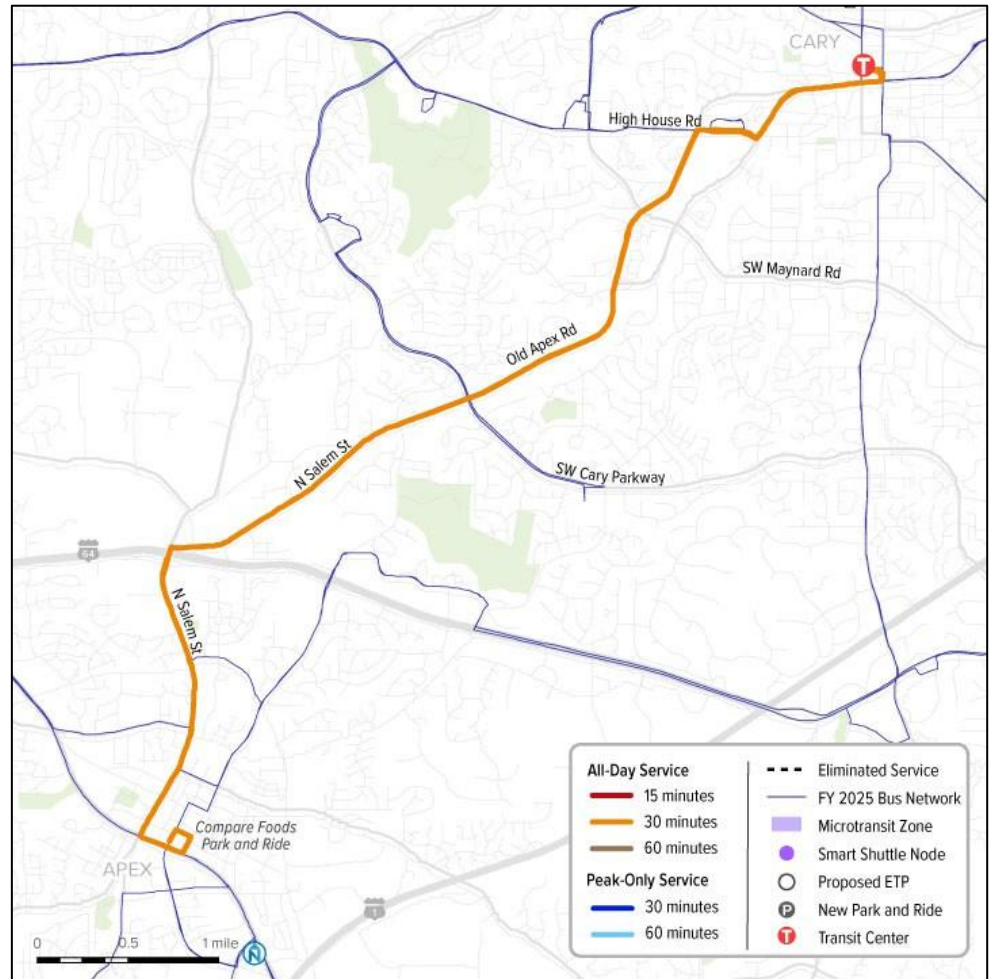 CARY
T
High House Rd
SW Maynard Rd
Old Apex Rd
N Salem St
SW Cary Parkway
64
N Salem St
Compare Foods
Park and Ride
APEX
1
0 0.5 1 mile
N
All-Day Service
15 minutes
30 minutes
60 minutes
Peak-Only Service
30 minutes
60 minutes
Eliminated Service
FY 2025 Bus Network
Microtransit Zone
Smart Shuttle Node
Proposed ETP
P New Park and Ride
T Transit Center